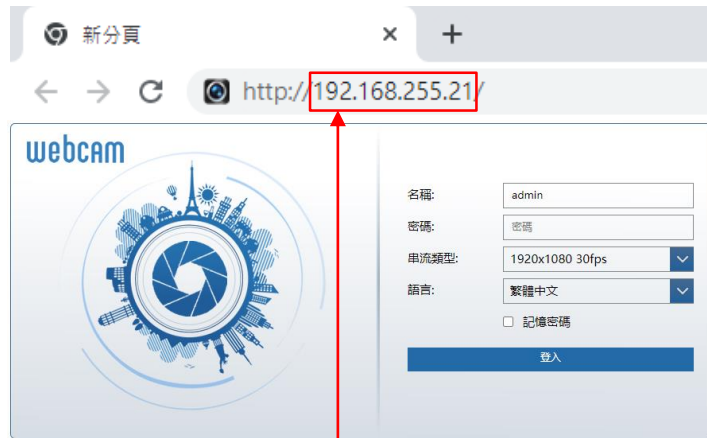 新分頁
http://192.168.255.21/
webcam
名稱: admin
密碼: 密碼
串流類型: 1920x1080 30fps
語言: 繁體中文
記憶密碼
登入